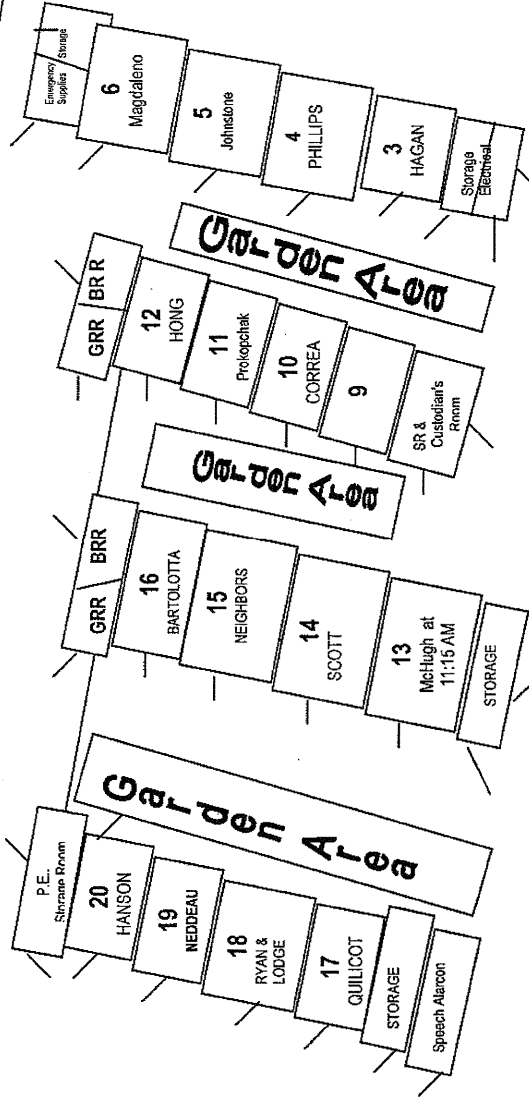 Storage
Emergency
Supplies
6
Magdaleno
5
Johnstone
4
PHILLIPS
3
HAGAN
Storage
Electrical
Garden Area
GRR
BR R
12
HONG
11
Prokopchak
10
CORREA
9
SR &
Custodian's
Room
Garden Area
GRR
BRR
16
BARTOLOTTA
15
NEIGHBORS
14
SCOTT
13
McHugh at
11:15 AM
STORAGE
Garden Area
P.E..
Storage Room
20
HANSON
19
NEDDEAU
18
RYAN &
LODGE
17
QUILICOT
STORAGE
Speech Alarcon